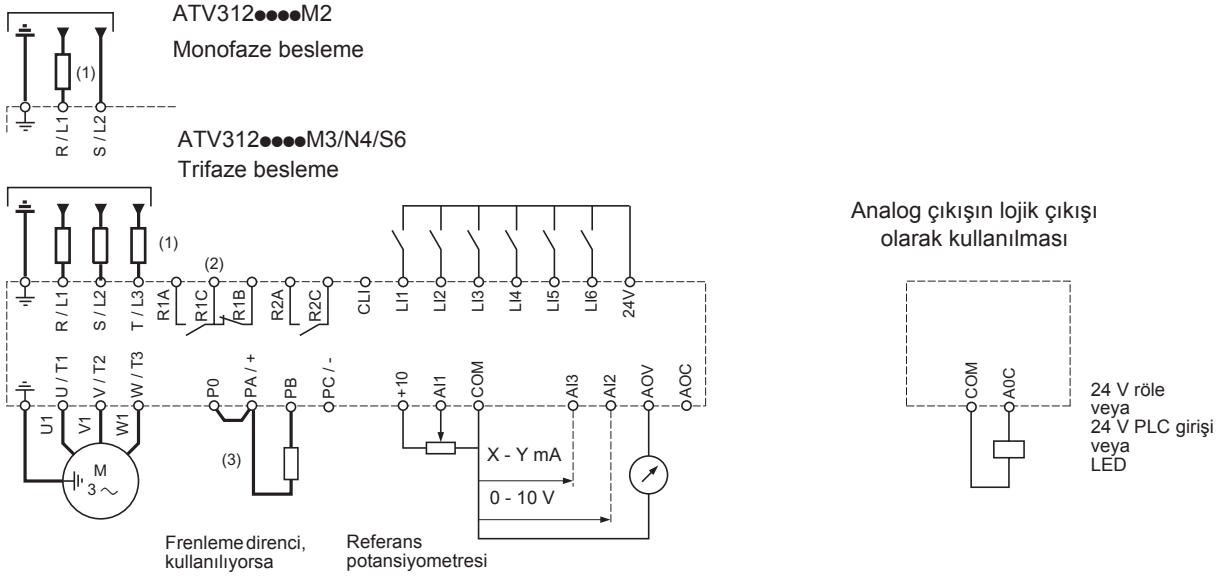 ATV312●●●●M2
Monofaze besleme
(1)
R / L1
S / L2
ATV312●●●●M3/N4/S6
Trifaze besleme
(1)
(2)
R / L1
S / L2
T / L3
R1A
R1C
R1B
R2A
R2C
CLI
LI1
LI2
LI3
LI4
LI5
LI6
24V
U / T1
V / T2
W / T3
P0
PA / +
PB
PC / -
+10
AI1
COM
AI3
AI2
AOV
AOC
U1
V1
W1
M
3
(3)
X - Y mA
0 - 10 V
Frenleme direnci,
kullanılıyorsa
Referans
potansiyometresi
Analog çıkışın lojik çıkışı
olarak kullanılması
COM
A0C
24 V röle
veya
24 V PLC girişi
veya
LED